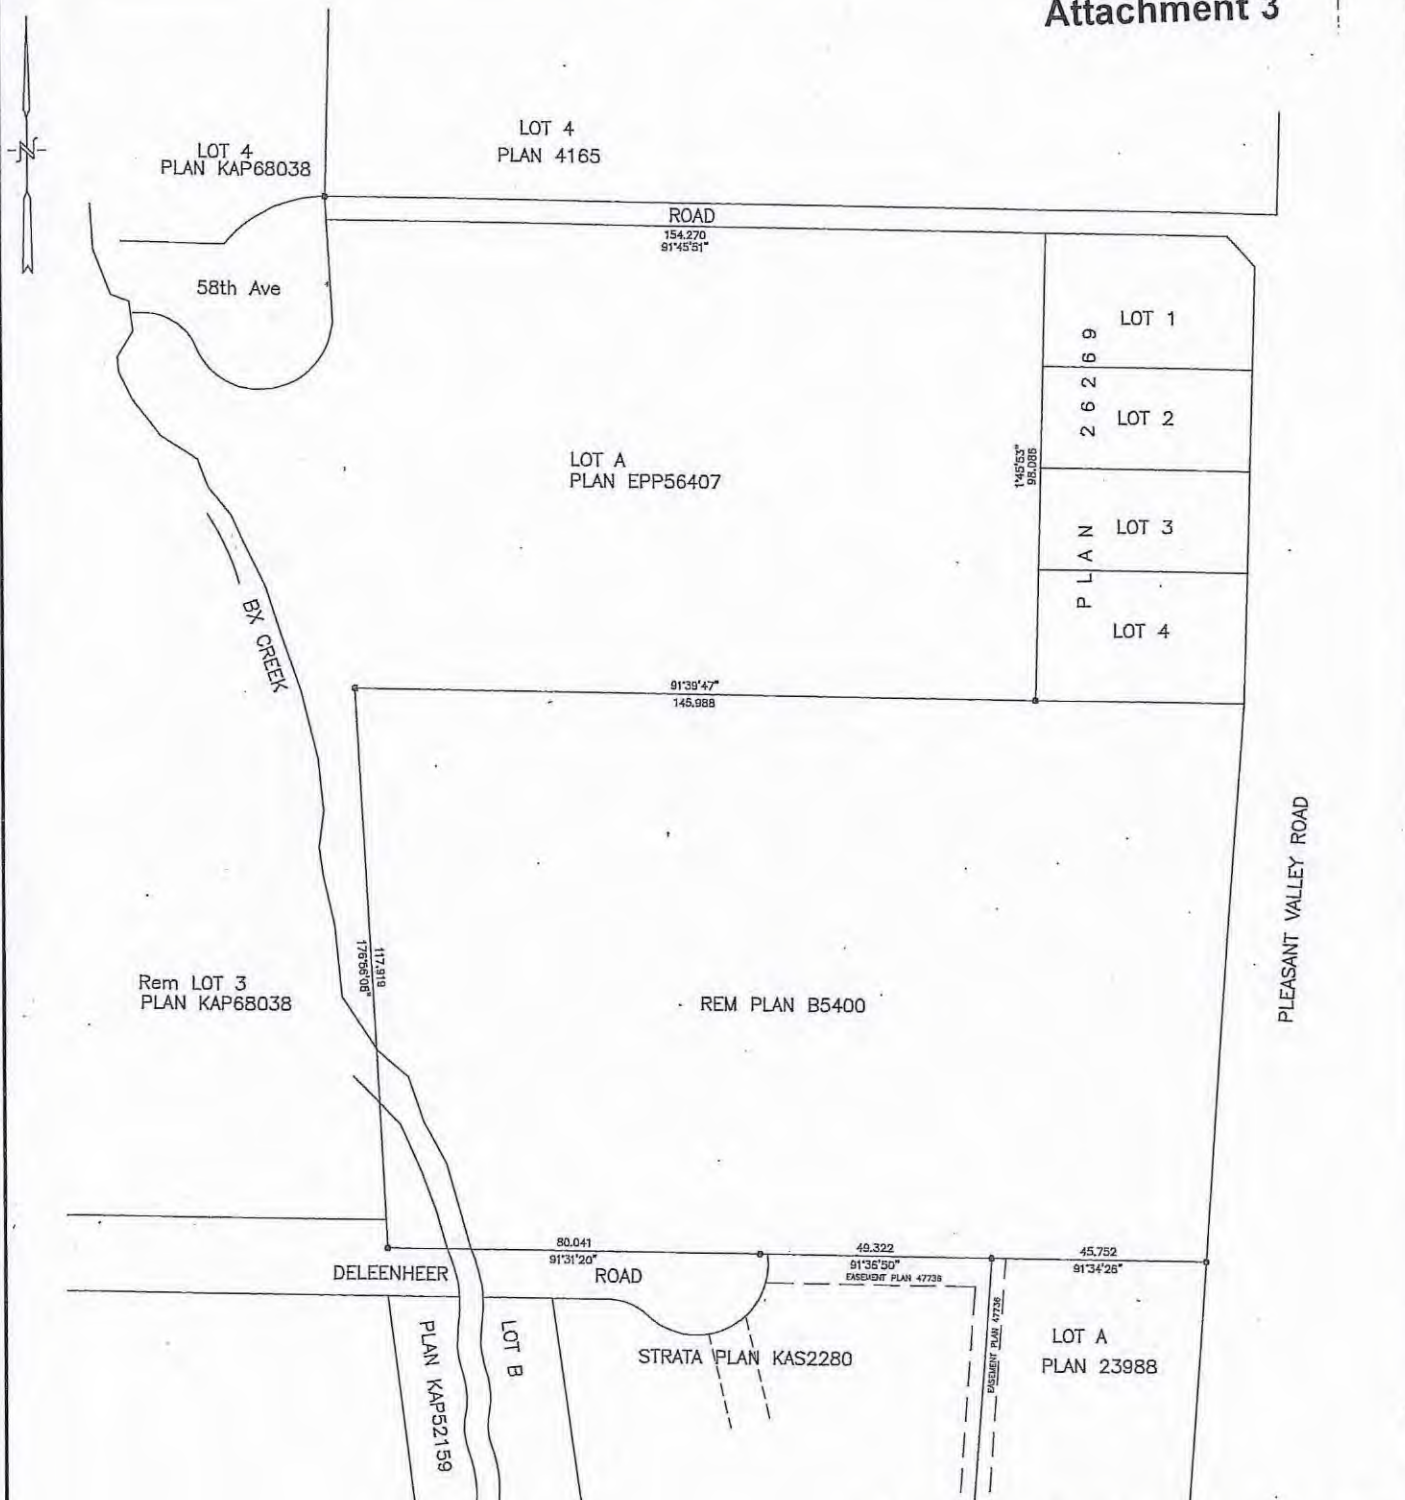 Attachment 3
N
LOT 4
PLAN KAP68038
LOT 4
PLAN 4165
ROAD
154.270
91°45'51"
58th Ave
LOT 1
LOT 2
LOT 3
LOT 4
PLAN 26269
LOT A
PLAN EPP56407
1°45'53"
98.086
BX CREEK
91°39'47"
145.988
PLEASANT VALLEY ROAD
117.919
176°56'06"
Rem LOT 3
PLAN KAP68038
REM PLAN B5400
80.041
91°31'20"
49.322
91°36'50"
45.752
91°34'26"
DELEENHEER ROAD
EASEMENT PLAN 47736
EASEMENT PLAN 47736
LOT B
PLAN KAP52159
STRATA PLAN KAS2280
LOT A
PLAN 23988